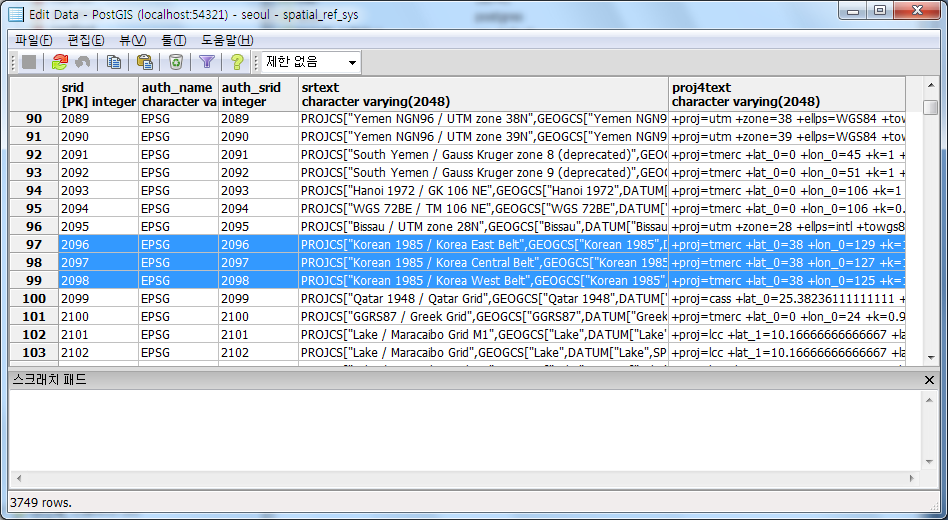 Edit Data - PostGIS (localhost:54321) - seoul - spatial_ref_sys
파일(F) 편집(E) 뷰(V) 툴(T) 도움말(H)
제한 없음
srid auth_name auth_srid srtext proj4text
[PK] integer character va integer character varying(2048) character varying(2048)
90 2089 EPSG 2089 PROJCS["Yemen NGN96 / UTM zone 38N",GEOGCS["Yemen NGN9 +proj=utm +zone=38 +ellps=WGS84 +tow
91 2090 EPSG 2090 PROJCS["Yemen NGN96 / UTM zone 39N",GEOGCS["Yemen NGN9 +proj=utm +zone=39 +ellps=WGS84 +tow
92 2091 EPSG 2091 PROJCS["South Yemen / Gauss Kruger zone 8 (deprecated)",GEOG +proj=tmerc +lat_0=0 +lon_0=45 +k=1 +
93 2092 EPSG 2092 PROJCS["South Yemen / Gauss Kruger zone 9 (deprecated)",GEOG +proj=tmerc +lat_0=0 +lon_0=51 +k=1 +
94 2093 EPSG 2093 PROJCS["Hanoi 1972 / GK 106 NE",GEOGCS["Hanoi 1972",DATUM[" +proj=tmerc +lat_0=0 +lon_0=106 +k=1
95 2094 EPSG 2094 PROJCS["WGS 72BE / TM 106 NE",GEOGCS["WGS 72BE",DATUM[" +proj=tmerc +lat_0=0 +lon_0=106 +k=0.
96 2095 EPSG 2095 PROJCS["Bissau / UTM zone 28N",GEOGCS["Bissau",DATUM["Bissau +proj=utm +zone=28 +ellps=intl +towgs8
97 2096 EPSG 2096 PROJCS["Korean 1985 / Korea East Belt",GEOGCS["Korean 1985",D +proj=tmerc +lat_0=38 +lon_0=129 +k=1
98 2097 EPSG 2097 PROJCS["Korean 1985 / Korea Central Belt",GEOGCS["Korean 1985 +proj=tmerc +lat_0=38 +lon_0=127 +k=1
99 2098 EPSG 2098 PROJCS["Korean 1985 / Korea West Belt",GEOGCS["Korean 1985", +proj=tmerc +lat_0=38 +lon_0=125 +k=1
100 2099 EPSG 2099 PROJCS["Qatar 1948 / Qatar Grid",GEOGCS["Qatar 1948",DATUM[" +proj=cass +lat_0=25.38236111111111 +
101 2100 EPSG 2100 PROJCS["GGRS87 / Greek Grid",GEOGCS["GGRS87",DATUM["Greek +proj=tmerc +lat_0=0 +lon_0=24 +k=0.9
102 2101 EPSG 2101 PROJCS["Lake / Maracaibo Grid M1",GEOGCS["Lake",DATUM["Lake +proj=lcc +lat_1=10.16666666666667 +la
103 2102 EPSG 2102 PROJCS["Lake / Maracaibo Grid",GEOGCS["Lake",DATUM["Lake",SP +proj=lcc +lat_1=10.16666666666667 +la
스크래치 패드
3749 rows.